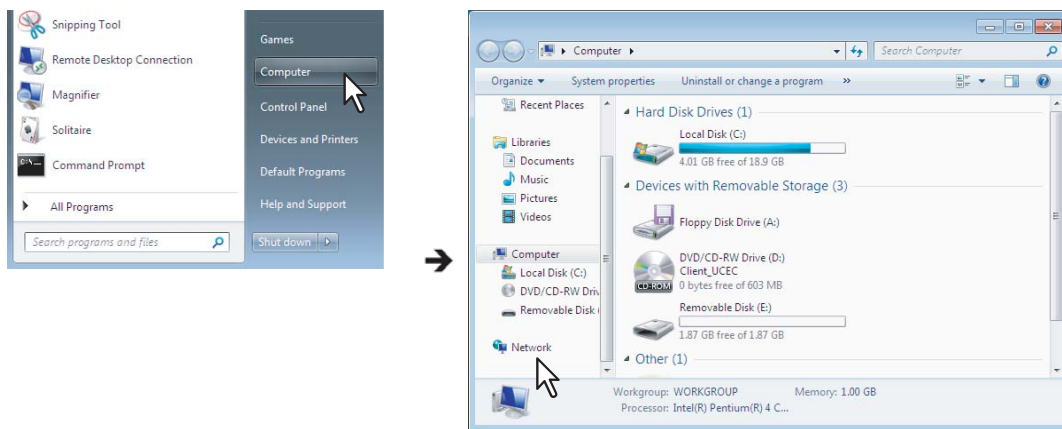 Snipping Tool
Remote Desktop Connection
Magnifier
Solitaire
C:\
Command Prompt
All Programs
Search programs and files
Games
Computer
Control Panel
Devices and Printers
Default Programs
Help and Support
Shut down
Computer
Search Computer
Organize
System properties
Uninstall or change a program
»
Recent Places
Libraries
Documents
Music
Pictures
Videos
Computer
Local Disk (C:)
DVD/CD-RW Driv
Removable Disk (
Network
Hard Disk Drives (1)
Local Disk (C:)
4.01 GB free of 18.9 GB
Devices with Removable Storage (3)
Floppy Disk Drive (A:)
DVD/CD-RW Drive (D:)
Client_UCEC
CD-ROM
0 bytes free of 603 MB
Removable Disk (E:)
1.87 GB free of 1.87 GB
Other (1)
Workgroup: WORKGROUP Memory: 1.00 GB
Processor: Intel(R) Pentium(R) 4 C...